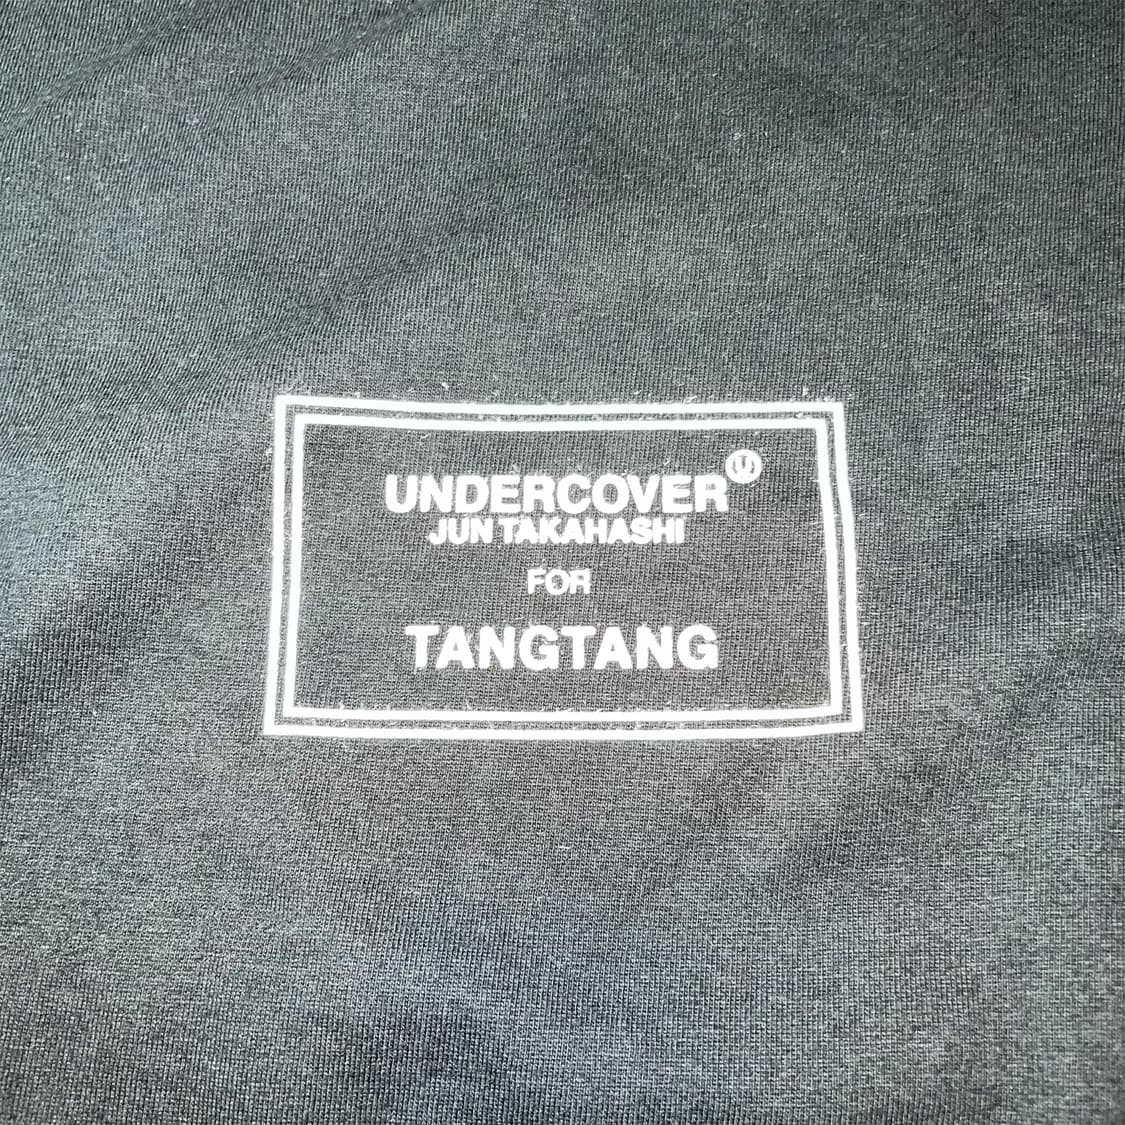 UNDERCOVER Ⓤ
JUN TAKAHASHI
FOR
TANGTANG